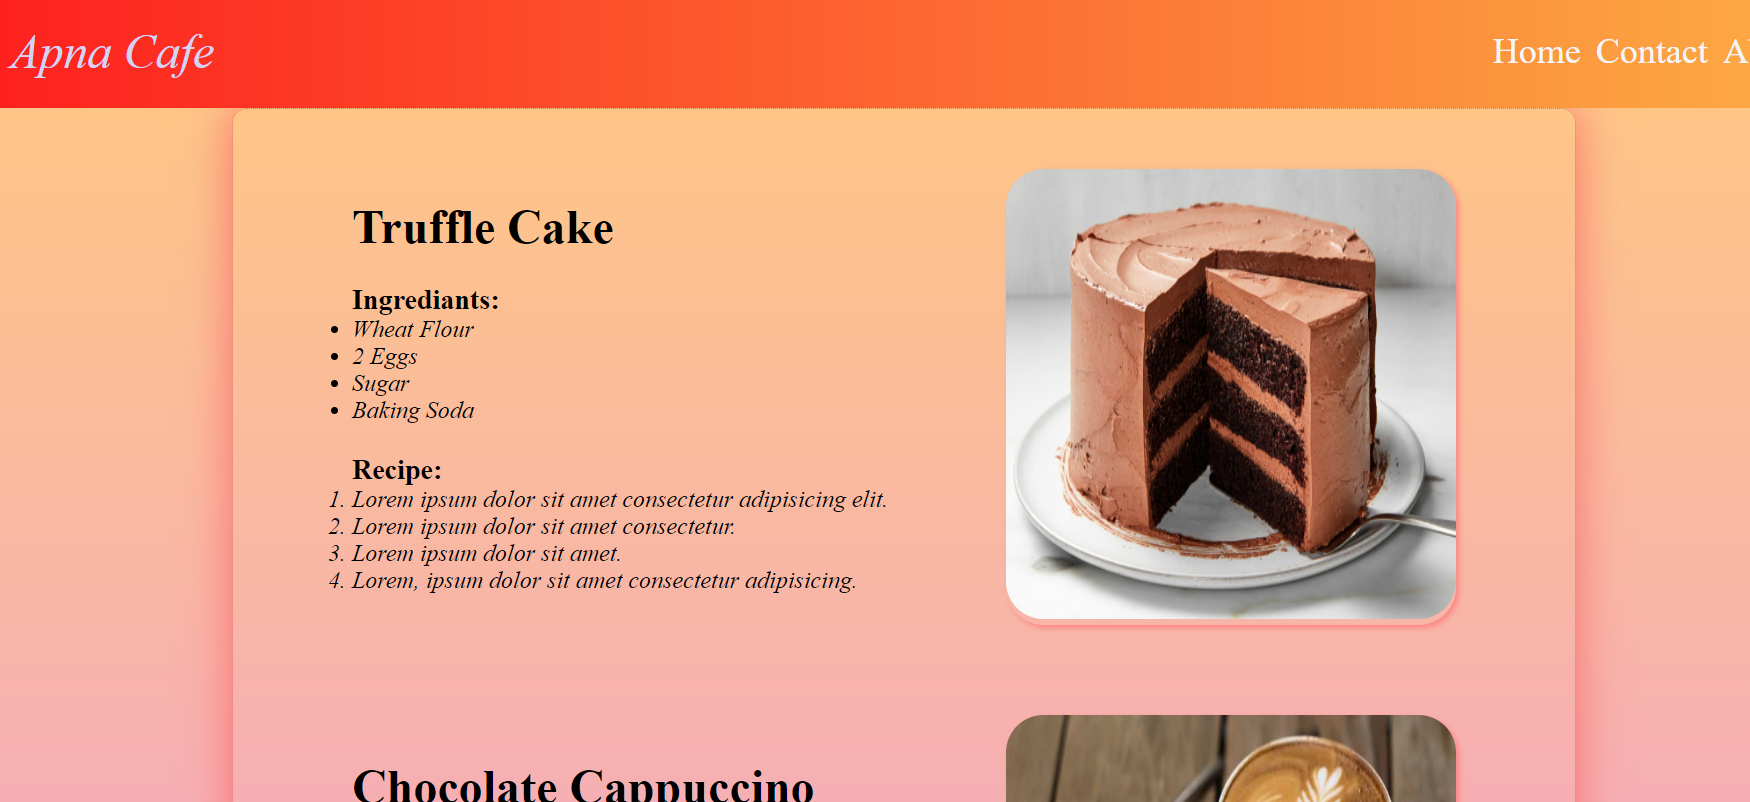 Apna Cafe
Home Contact
Truffle Cake
Ingrediants:
Wheat Flour
2 Eggs
Sugar
Baking Soda
Recipe:
1. Lorem ipsum dolor sit amet consectetur adipisicing elit.
2. Lorem ipsum dolor sit amet consectetur.
3. Lorem ipsum dolor sit amet.
4. Lorem, ipsum dolor sit amet consectetur adipisicing.
Chocolate Cappuccino